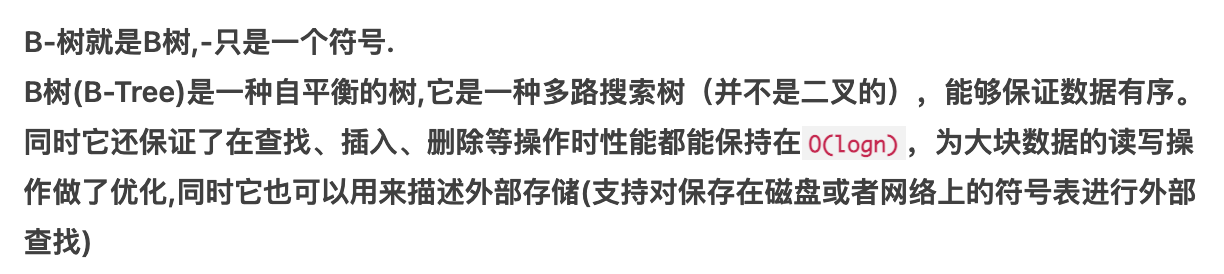 B-树就是B树,-只是一个符号.
B树(B-Tree)是一种自平衡的树,它是一种多路搜索树（并不是二叉的），能够保证数据有序。
同时它还保证了在查找、插入、删除等操作时性能都能保持在O(logn)，为大块数据的读写操
作做了优化,同时它也可以用来描述外部存储(支持对保存在磁盘或者网络上的符号表进行外部
查找)